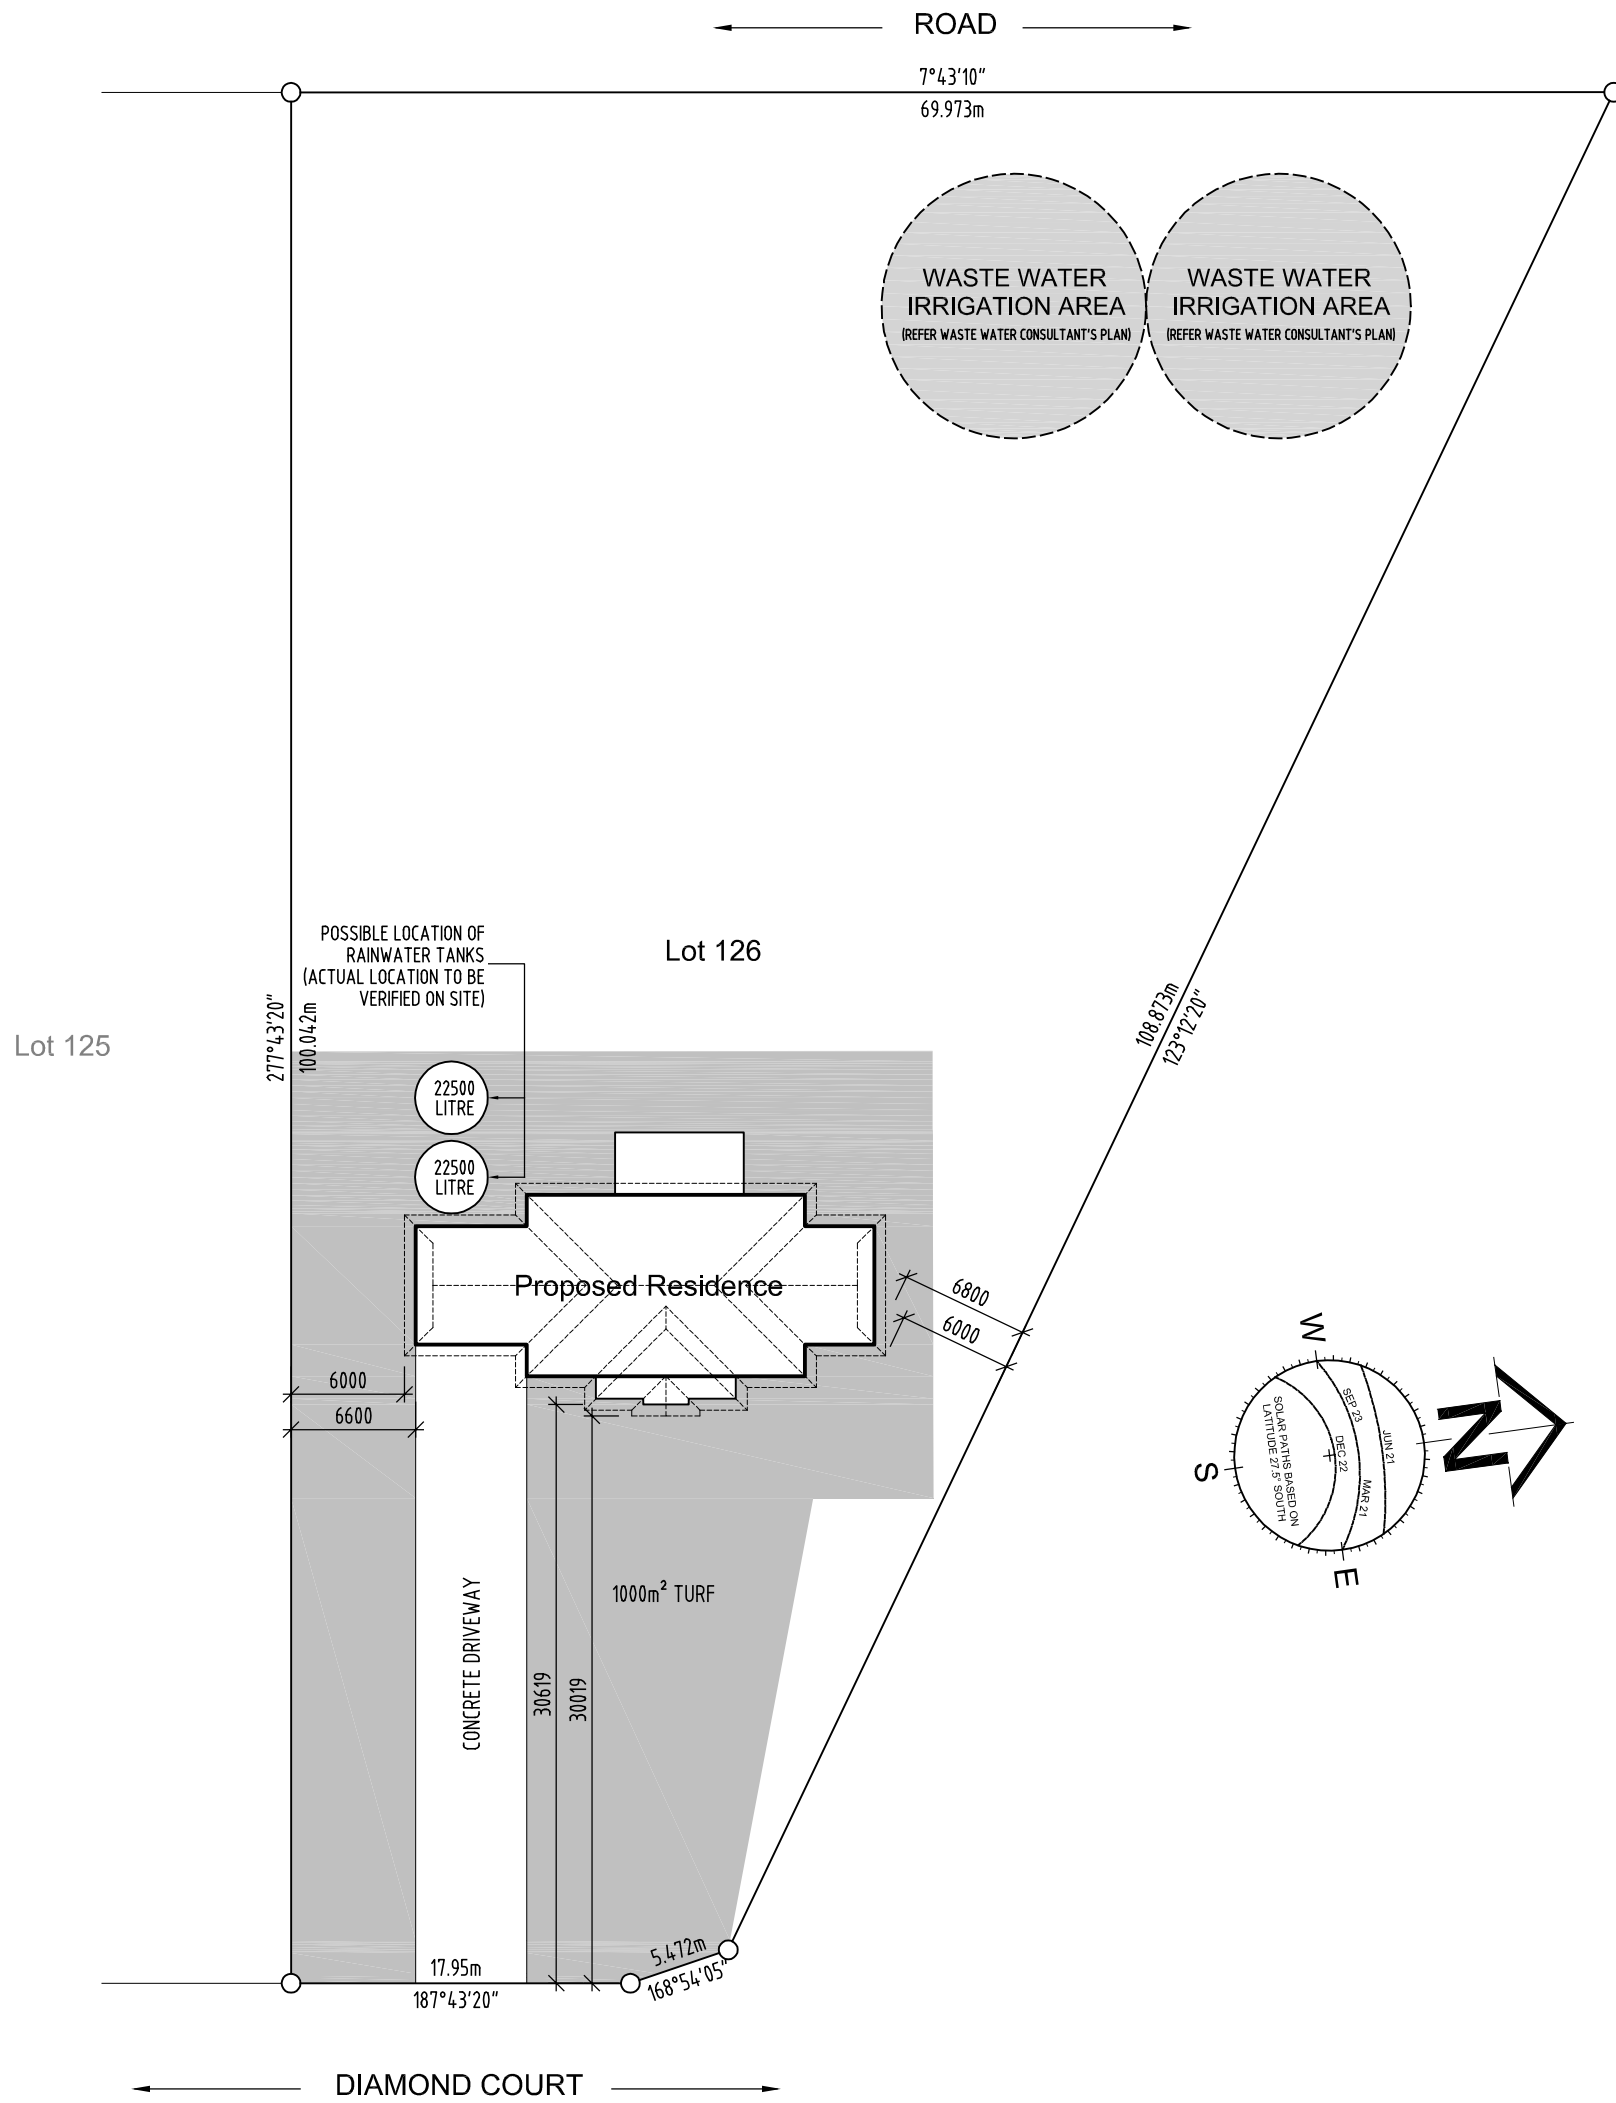 ROAD
7°43'10"
69.973m
WASTE WATER
IRRIGATION AREA
(REFER WASTE WATER CONSULTANT'S PLAN)
WASTE WATER
IRRIGATION AREA
(REFER WASTE WATER CONSULTANT'S PLAN)
POSSIBLE LOCATION OF
RAINWATER TANKS
(ACTUAL LOCATION TO BE
VERIFIED ON SITE)
Lot 126
Lot 125
277°43'20"
100.042m
108.873m
123°12'20"
22500
LITRE
22500
LITRE
Proposed Residence
6800
6000
6000
6600
W
N
S
E
JUN 21
SEP 23
DEC 22
MAR 21
SOLAR PATHS BASED ON
LATITUDE 27.5° SOUTH
1000m² TURF
CONCRETE DRIVEWAY
30619
30019
17.95m
187°43'20"
5.472m
168°54'05"
DIAMOND COURT